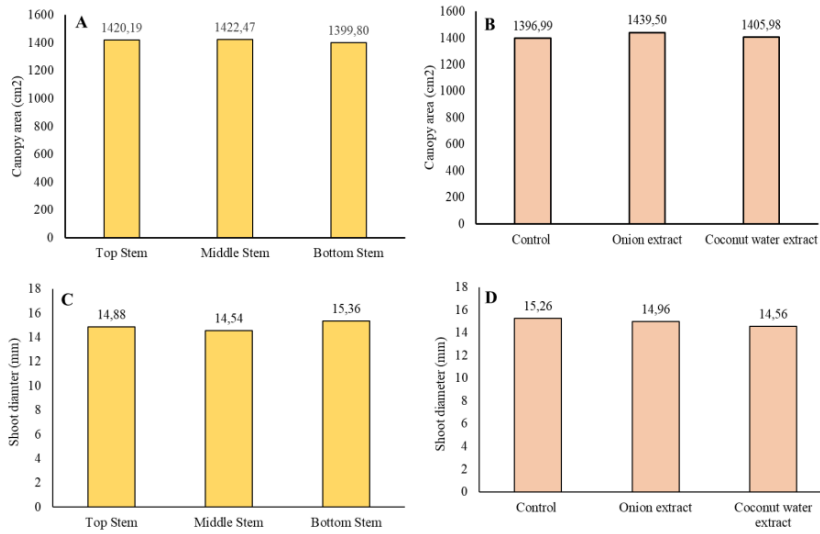 A
Canopy area (cm2)
1600
1400
1200
1000
800
600
400
200
0
1420,19
1422,47
1399,80
Top Stem
Middle Stem
Bottom Stem
B
Canopy area (cm2)
1600
1400
1200
1000
800
600
400
200
0
1396,99
1439,50
1405,98
Control
Onion extract
Coconut water extract
C
Shoot diamter (mm)
18
16
14
12
10
8
6
4
2
0
14,88
14,54
15,36
Top Stem
Middle Stem
Bottom Stem
D
Shoot diameter (mm)
18
16
14
12
10
8
6
4
2
0
15,26
14,96
14,56
Control
Onion extract
Coconut water
extract